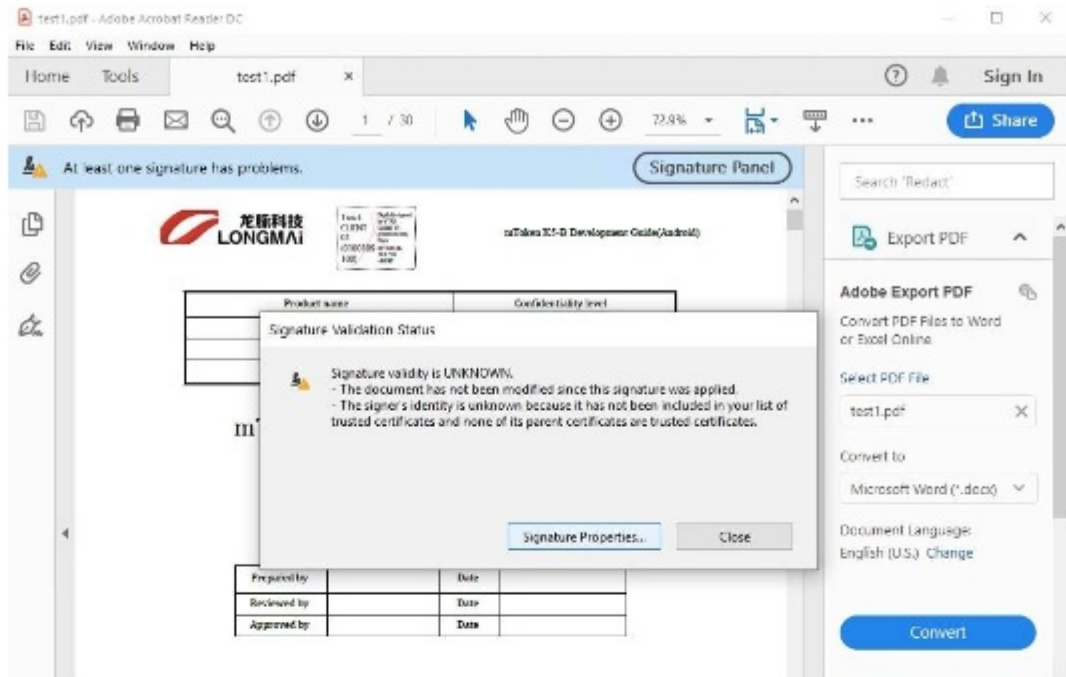 test1.pdf - Adobe Acrobat Reader DC
File Edit View Window Help
Home Tools test1.pdf × Sign In
1 / 30 72.9% Share
At least one signature has problems. Signature Panel
Search 'Redact'
龙脉科技
LONGMAI
mToken K5-B Development Guide(Android)
Export PDF
Product name Confidentiality level
Adobe Export PDF
Convert PDF Files to Word
or Excel Online
Select PDF File
test1.pdf
Convert to
Microsoft Word (*.docx)
Document Language:
English (U.S.) Change
Convert
Signature Validation Status
Signature validity is UNKNOWN.
- The document has not been modified since this signature was applied.
- The signer's identity is unknown because it has not been included in your list of
trusted certificates and none of its parent certificates are trusted certificates.
Signature Properties... Close
Prepared by Date
Reviewed by Date
Approved by Date